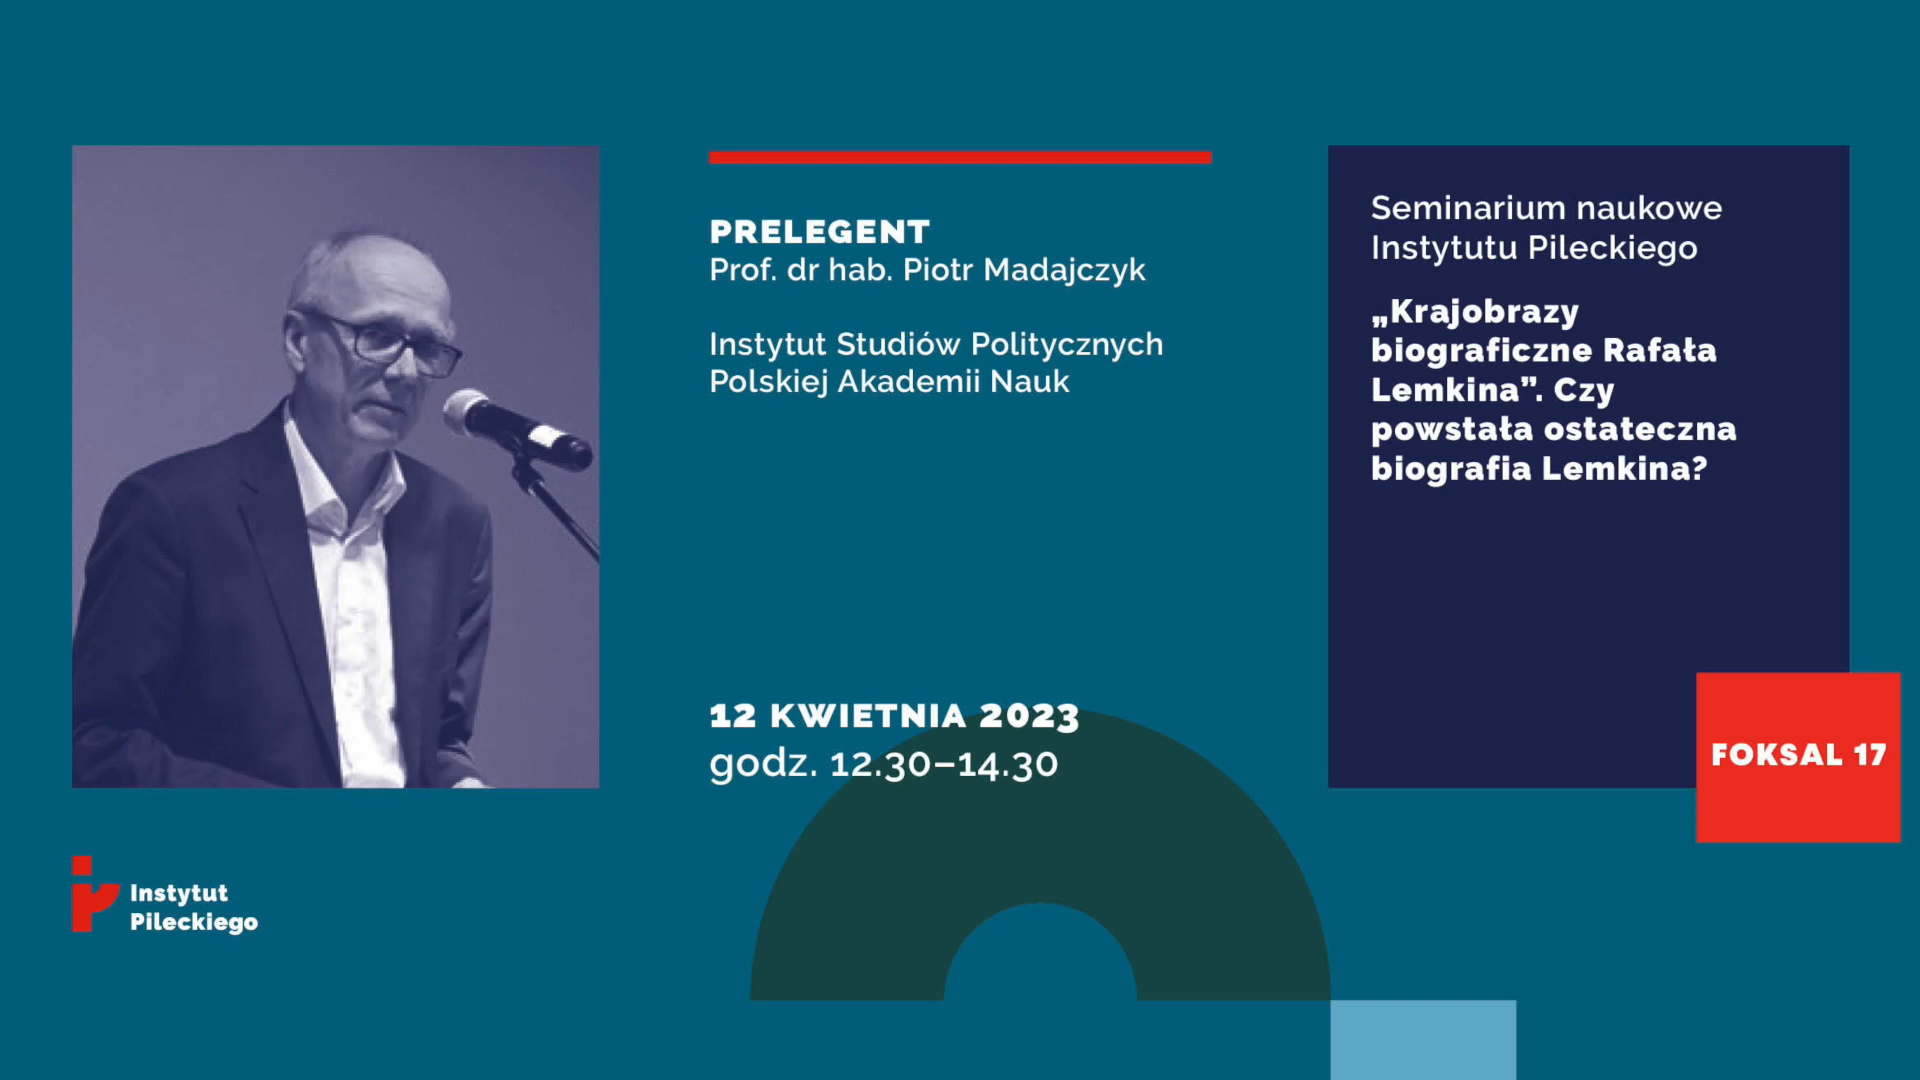 PRELEGENT
Prof. dr hab. Piotr Madajczyk
Instytut Studiów Politycznych
Polskiej Akademii Nauk
12 KWIETNIA 2023
godz. 12.30–14.30
Seminarium naukowe
Instytutu Pileckiego
„Krajobrazy
biograficzne Rafała
Lemkina”. Czy
powstała ostateczna
biografia Lemkina?
FOKSAL 17
Instytut
Pileckiego